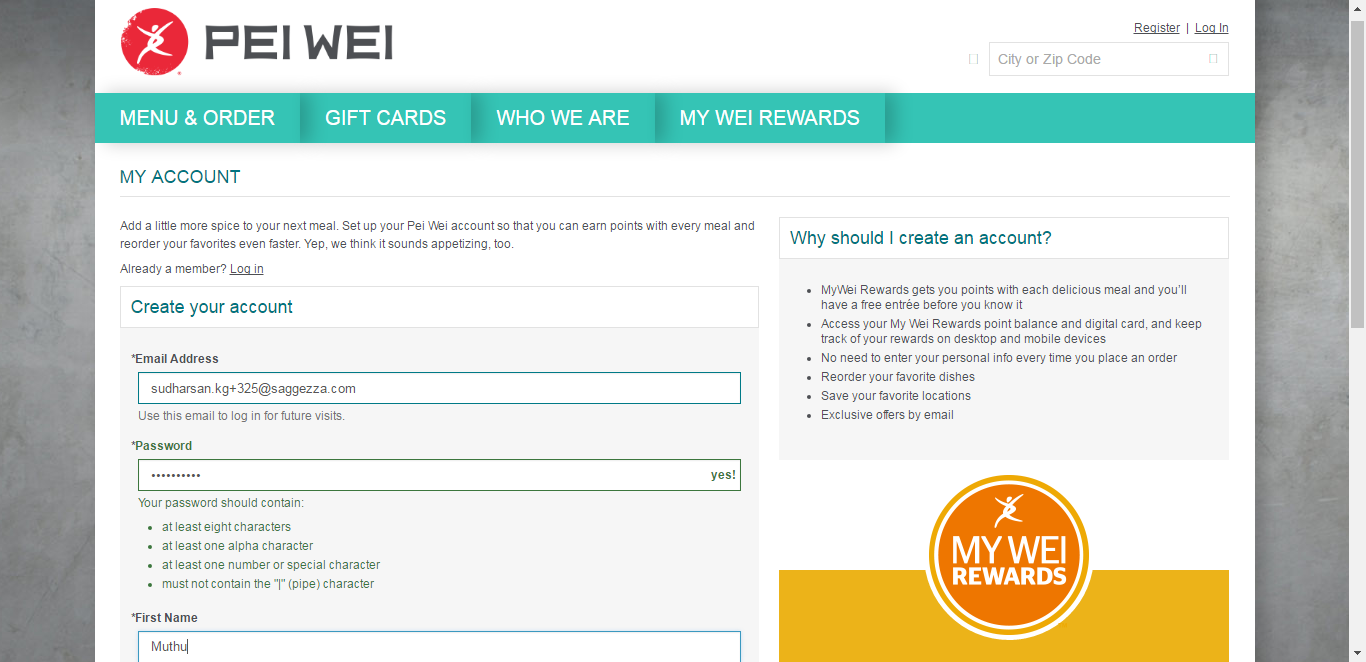 PEI WEI
Register | Log In
City or Zip Code
MENU & ORDER
GIFT CARDS
WHO WE ARE
MY WEI REWARDS
MY ACCOUNT
Add a little more spice to your next meal. Set up your Pei Wei account so that you can earn points with every meal and
reorder your favorites even faster. Yep, we think it sounds appetizing, too.
Already a member? Log in
Create your account
*Email Address
sudharsan.kg+325@saggezza.com
Use this email to log in for future visits.
*Password
•••••••••• yes!
Your password should contain:
• at least eight characters
• at least one alpha character
• at least one number or special character
• must not contain the "|" (pipe) character
*First Name
Muthu
Why should I create an account?
• MyWei Rewards gets you points with each delicious meal and you’ll
have a free entrée before you know it
• Access your My Wei Rewards point balance and digital card, and keep
track of your rewards on desktop and mobile devices
• No need to enter your personal info every time you place an order
• Reorder your favorite dishes
• Save your favorite locations
• Exclusive offers by email
MY WEI
REWARDS